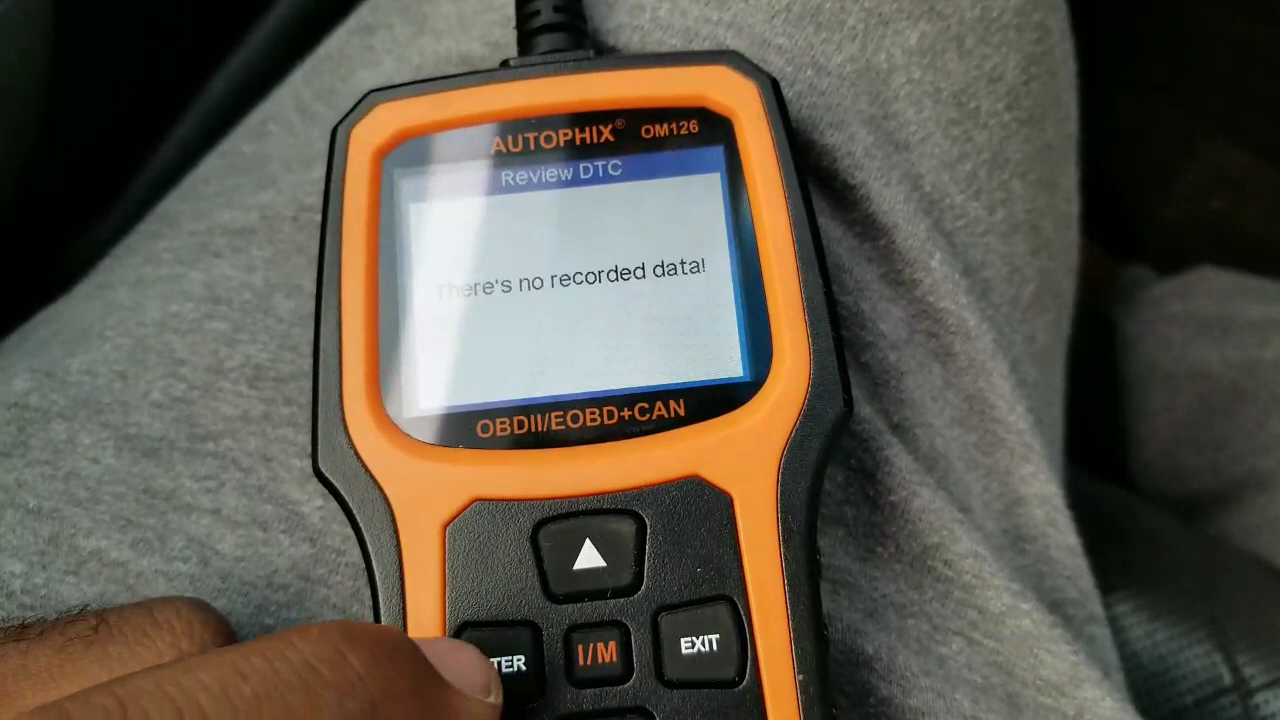 AUTOPHIX® OM126
Review DTC
There's no recorded data!
OBDII/EOBD+CAN
TER I/M EXIT